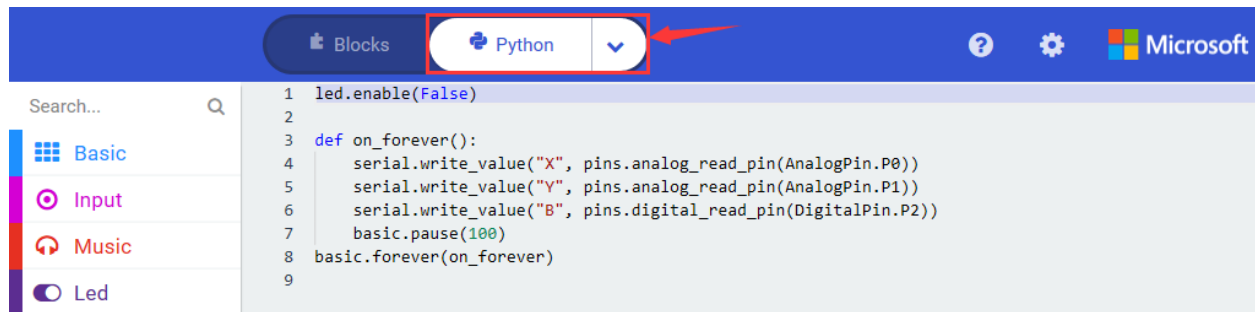 Blocks Python Microsoft
Search...
Basic
Input
Music
Led
1 led.enable(False)
2
3 def on_forever():
4     serial.write_value("X", pins.analog_read_pin(AnalogPin.P0))
5     serial.write_value("Y", pins.analog_read_pin(AnalogPin.P1))
6     serial.write_value("B", pins.digital_read_pin(DigitalPin.P2))
7     basic.pause(100)
8 basic.forever(on_forever)
9